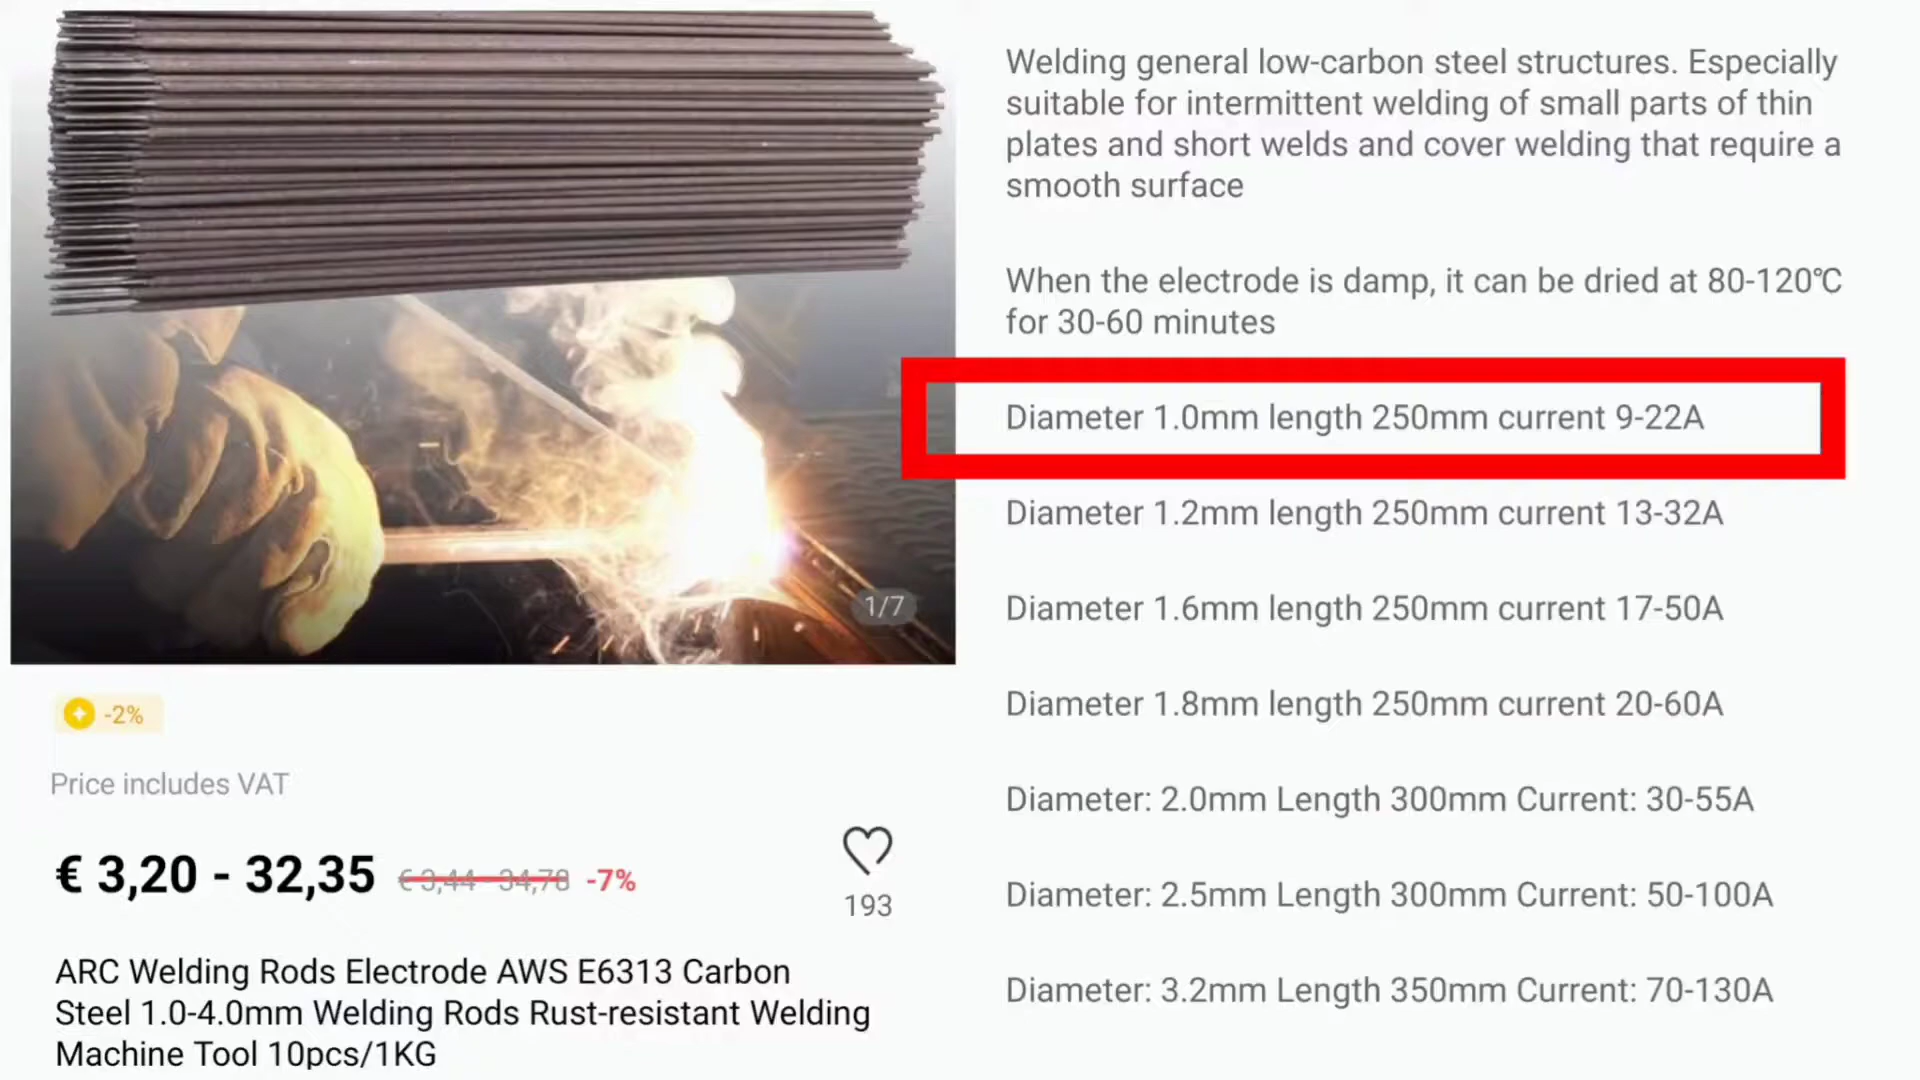 1/7
-2%
Price includes VAT
€ 3,20 - 32,35 € 3,44 - 34,78 -7%
193
ARC Welding Rods Electrode AWS E6313 Carbon
Steel 1.0-4.0mm Welding Rods Rust-resistant Welding
Machine Tool 10pcs/1KG
Welding general low-carbon steel structures. Especially
suitable for intermittent welding of small parts of thin
plates and short welds and cover welding that require a
smooth surface
When the electrode is damp, it can be dried at 80-120℃
for 30-60 minutes
Diameter 1.0mm length 250mm current 9-22A
Diameter 1.2mm length 250mm current 13-32A
Diameter 1.6mm length 250mm current 17-50A
Diameter 1.8mm length 250mm current 20-60A
Diameter: 2.0mm Length 300mm Current: 30-55A
Diameter: 2.5mm Length 300mm Current: 50-100A
Diameter: 3.2mm Length 350mm Current: 70-130A